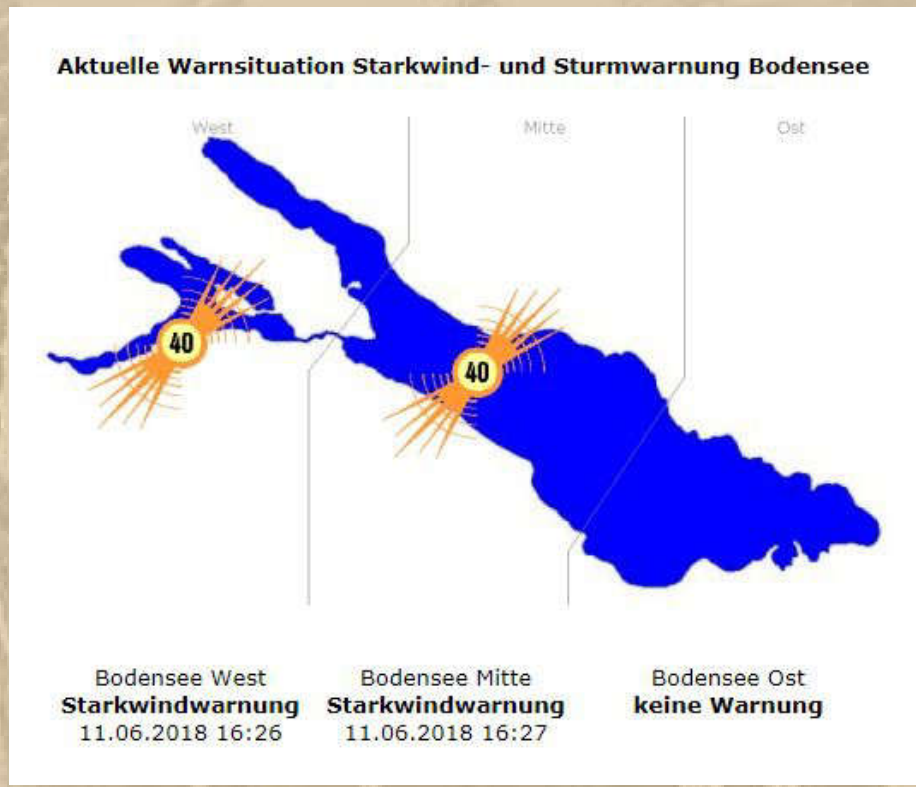 Aktuelle Warnsituation Starkwind- und Sturmwarnung Bodensee
West
Mitte
Ost
40
40
Bodensee West
Starkwindwarnung
11.06.2018 16:26
Bodensee Mitte
Starkwindwarnung
11.06.2018 16:27
Bodensee Ost
keine Warnung